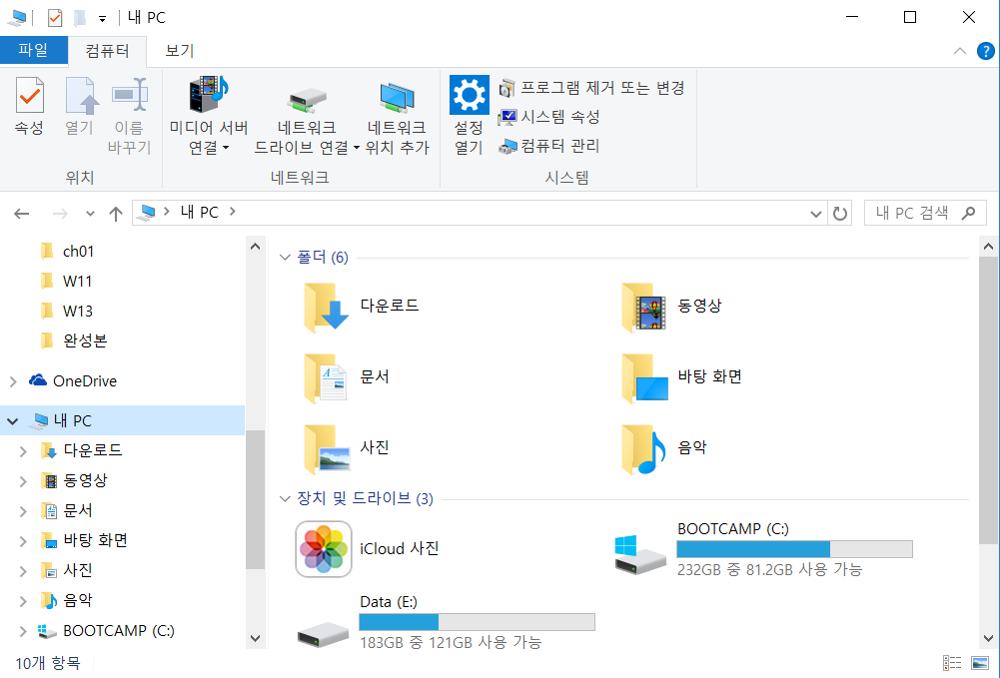 내 PC
파일
컴퓨터
보기
속성
열기
이름
바꾸기
위치
미디어 서버
연결
네트워크
드라이브 연결
네트워크
위치 추가
네트워크
설정
열기
프로그램 제거 또는 변경
시스템 속성
컴퓨터 관리
시스템
내 PC
내 PC 검색
ch01
W11
W13
완성본
OneDrive
내 PC
다운로드
동영상
문서
바탕 화면
사진
음악
BOOTCAMP (C:)
폴더 (6)
다운로드
동영상
문서
바탕 화면
사진
음악
장치 및 드라이브 (3)
iCloud 사진
BOOTCAMP (C:)
232GB 중 81.2GB 사용 가능
Data (E:)
183GB 중 121GB 사용 가능
10개 항목